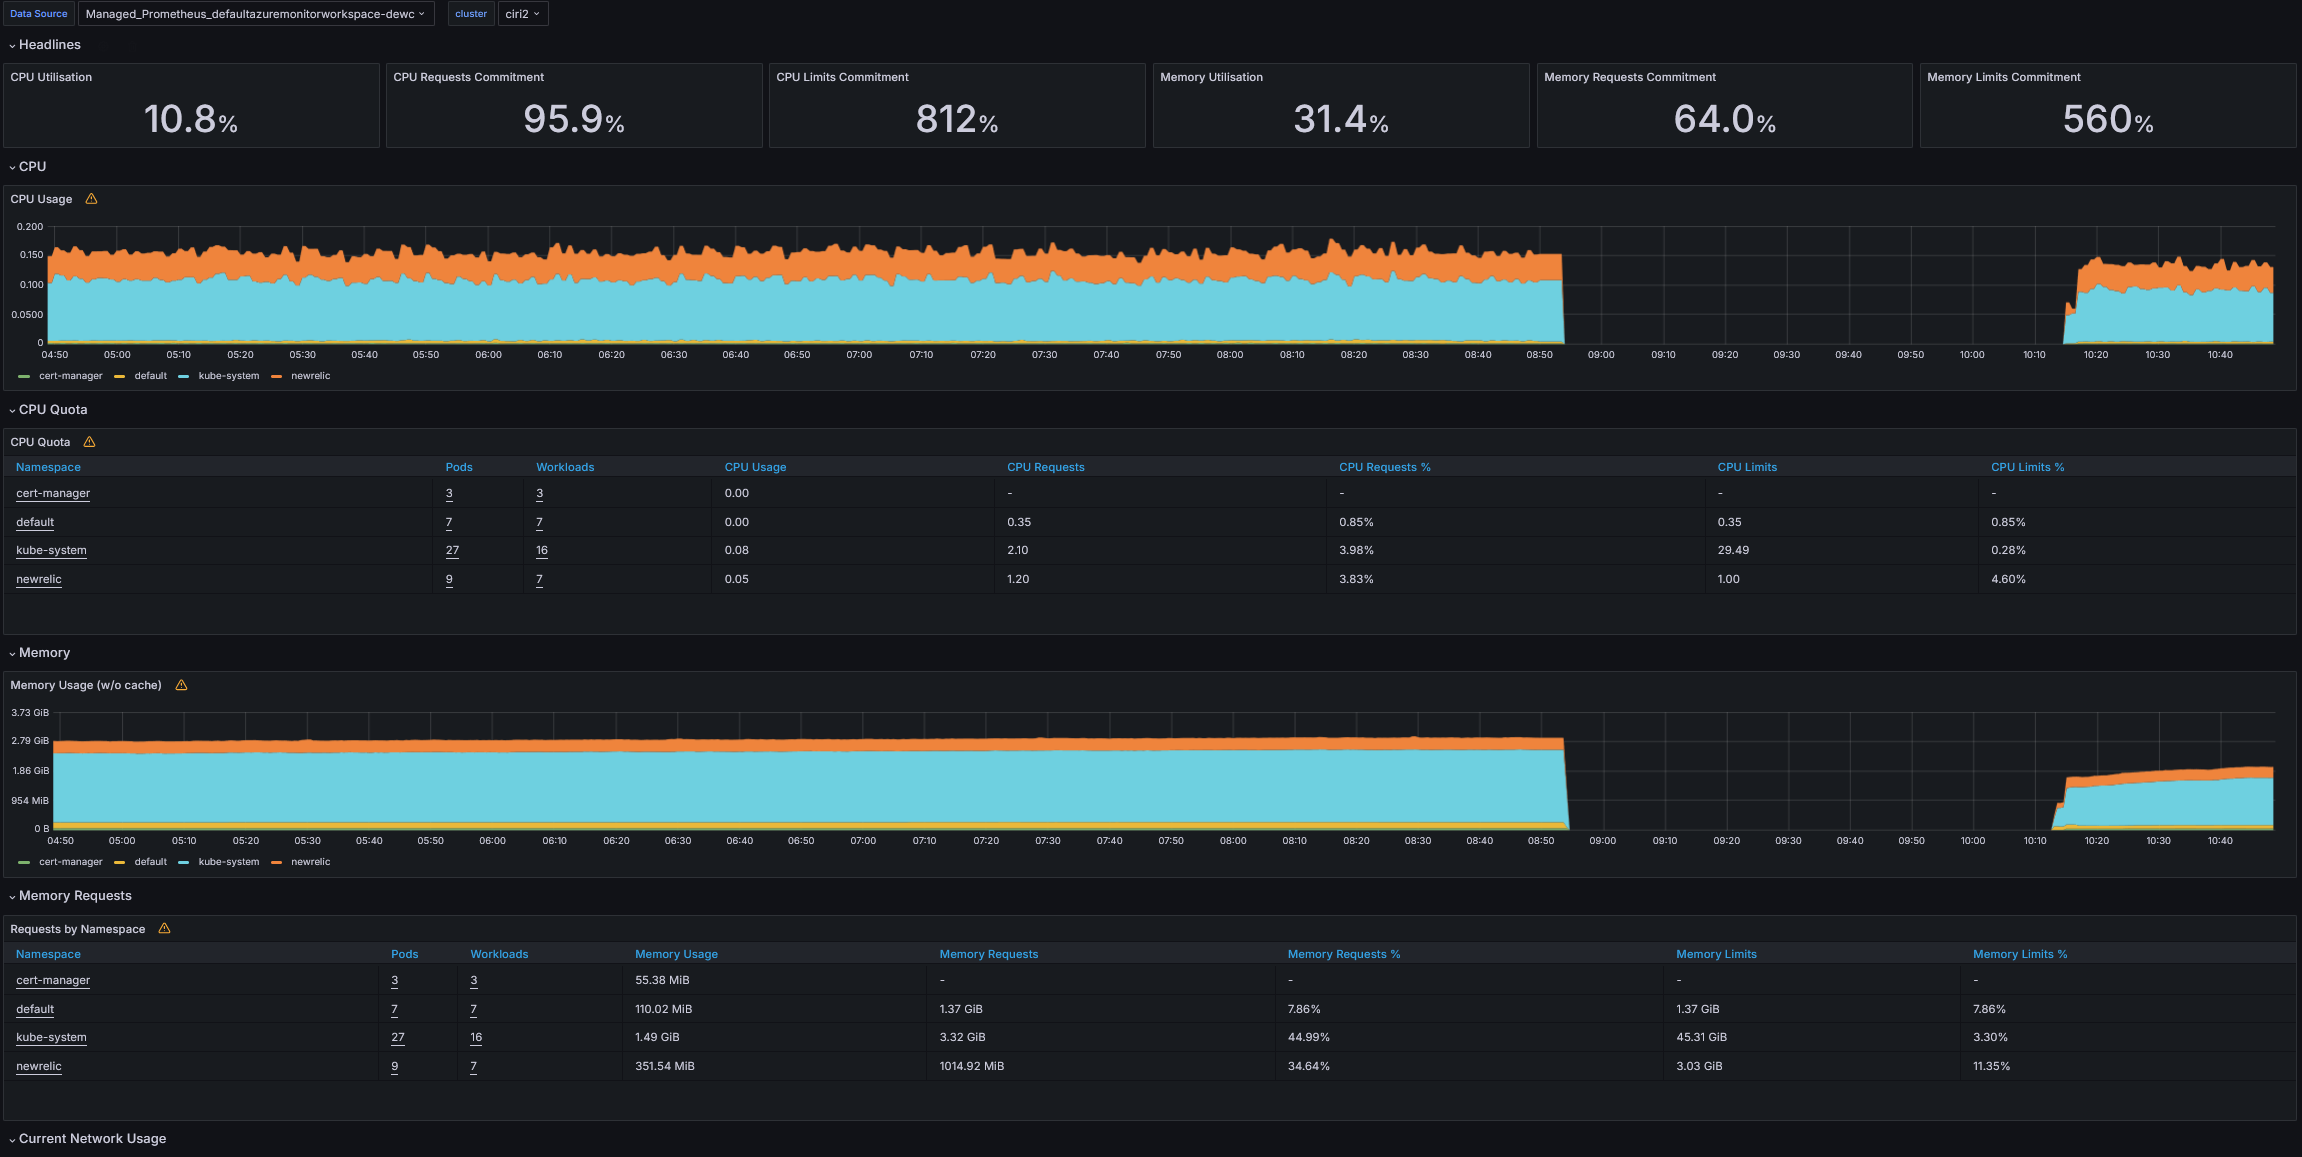 Data Source Managed_Prometheus_defaultazuremonitorworkspace-dewc cluster ciri2
Headlines
CPU Utilisation CPU Requests Commitment CPU Limits Commitment Memory Utilisation Memory Requests Commitment Memory Limits Commitment
10.8% 95.9% 812% 31.4% 64.0% 560%
CPU
CPU Usage
0.200
0.150
0.100
0.0500
0
04:50 05:00 05:10 05:20 05:30 05:40 05:50 06:00 06:10 06:20 06:30 06:40 06:50 07:00 07:10 07:20 07:30 07:40 07:50 08:00 08:10 08:20 08:30 08:40 08:50 09:00 09:10 09:20 09:30 09:40 09:50 10:00 10:10 10:20 10:30 10:40
cert-manager default kube-system newrelic
CPU Quota
CPU Quota
Namespace Pods Workloads CPU Usage CPU Requests CPU Requests % CPU Limits CPU Limits %
cert-manager 3 3 0.00 - - - -
default 7 7 0.00 0.35 0.85% 0.35 0.85%
kube-system 27 16 0.08 2.10 3.98% 29.49 0.28%
newrelic 9 7 0.05 1.20 3.83% 1.00 4.60%
Memory
Memory Usage (w/o cache)
3.73 GiB
2.79 GiB
1.86 GiB
954 MiB
0 B
04:50 05:00 05:10 05:20 05:30 05:40 05:50 06:00 06:10 06:20 06:30 06:40 06:50 07:00 07:10 07:20 07:30 07:40 07:50 08:00 08:10 08:20 08:30 08:40 08:50 09:00 09:10 09:20 09:30 09:40 09:50 10:00 10:10 10:20 10:30 10:40
cert-manager default kube-system newrelic
Memory Requests
Requests by Namespace
Namespace Pods Workloads Memory Usage Memory Requests Memory Requests % Memory Limits Memory Limits %
cert-manager 3 3 55.38 MiB - - - -
default 7 7 110.02 MiB 1.37 GiB 7.86% 1.37 GiB 7.86%
kube-system 27 16 1.49 GiB 3.32 GiB 44.99% 45.31 GiB 3.30%
newrelic 9 7 351.54 MiB 1014.92 MiB 34.64% 3.03 GiB 11.35%
Current Network Usage